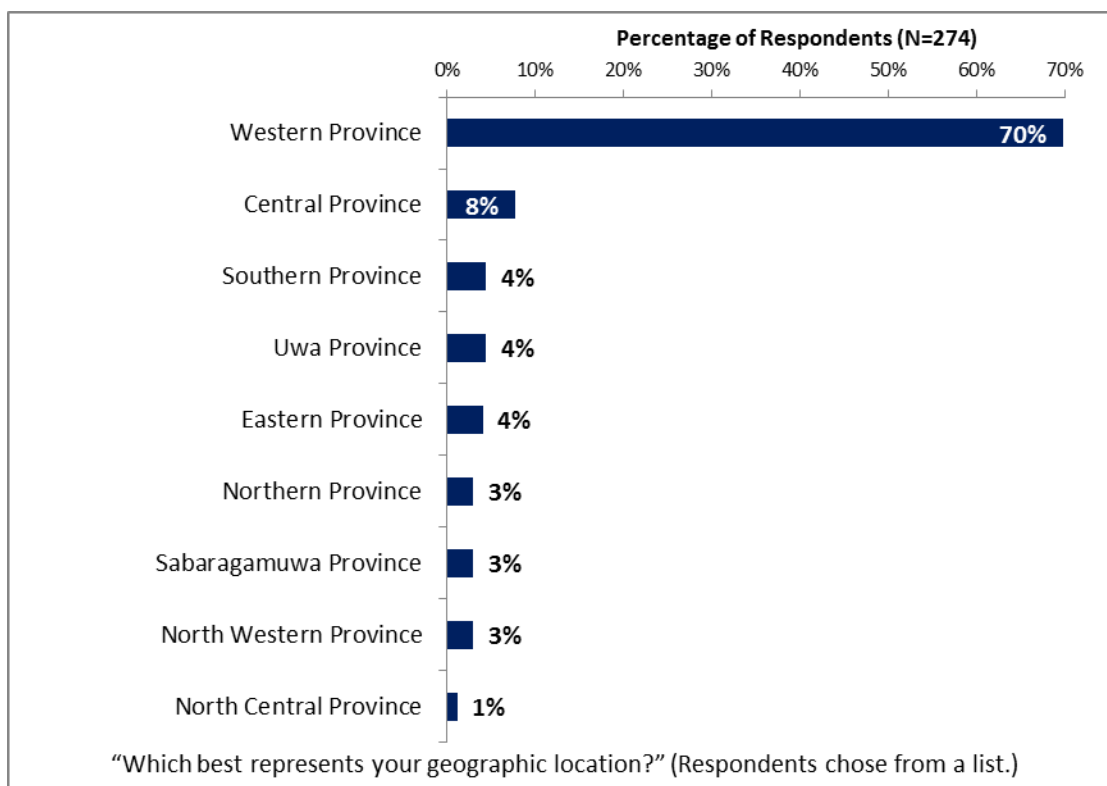 Percentage of Respondents (N=274)
0% 10% 20% 30% 40% 50% 60% 70%
Western Province 70%
Central Province 8%
Southern Province 4%
Uwa Province 4%
Eastern Province 4%
Northern Province 3%
Sabaragamuwa Province 3%
North Western Province 3%
North Central Province 1%
“Which best represents your geographic location?” (Respondents chose from a list.)